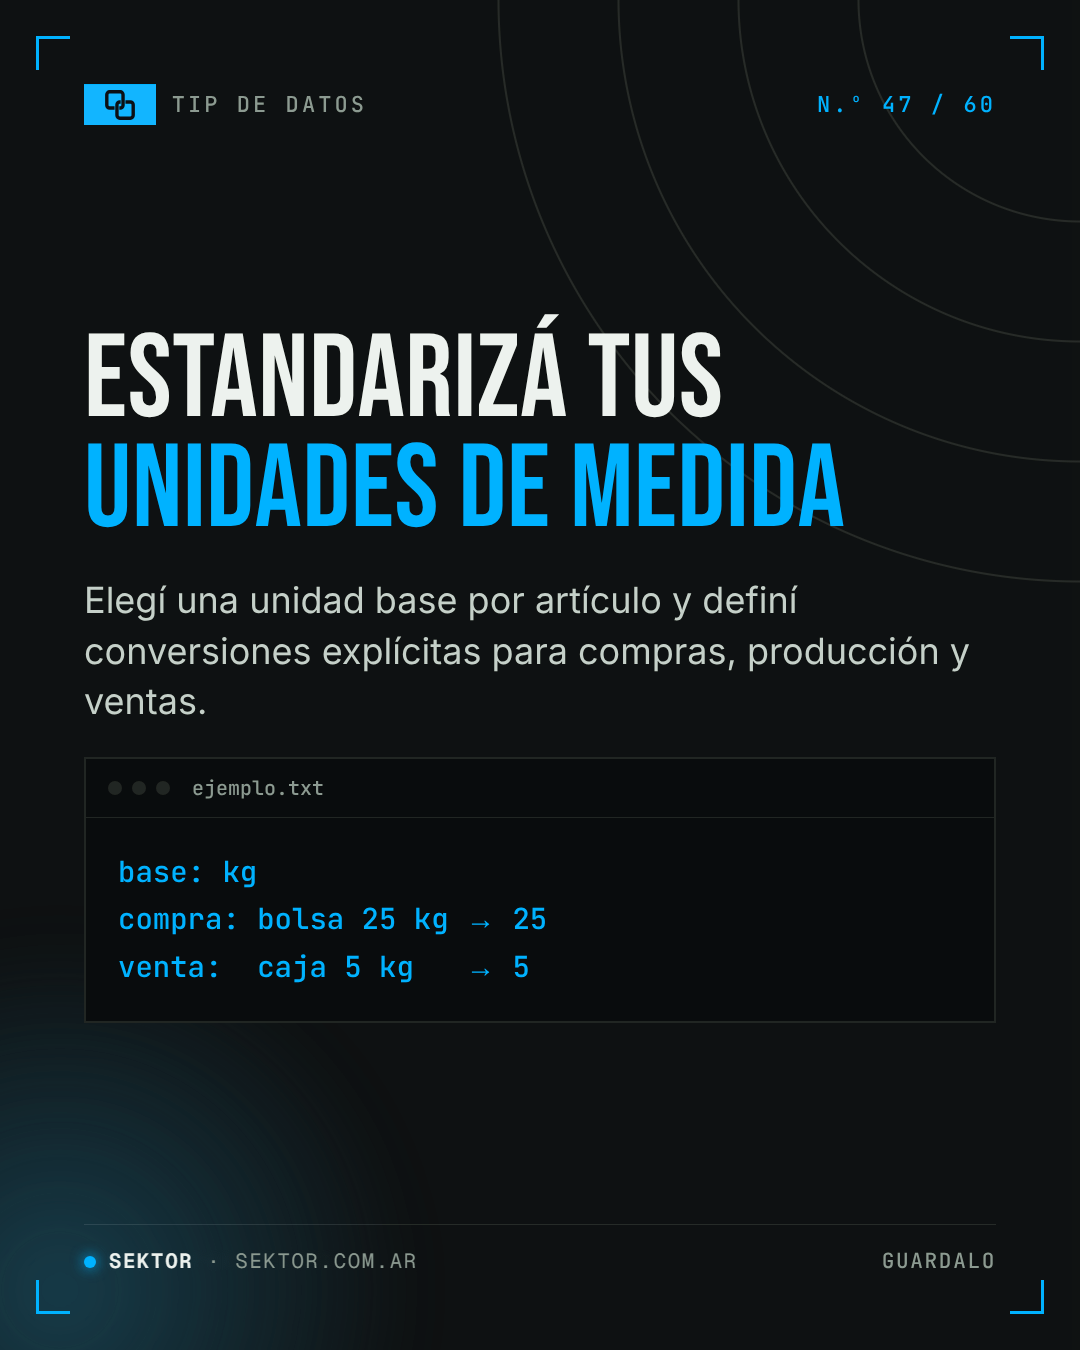 TIP DE DATOS
N.° 47 / 60
ESTANDARIZÁ TUS
UNIDADES DE MEDIDA
Elegí una unidad base por artículo y definí
conversiones explícitas para compras, producción y
ventas.
ejemplo.txt
base: kg
compra: bolsa 25 kg → 25
venta:  caja 5 kg   → 5
SEKTOR · SEKTOR.COM.AR
GUARDALO